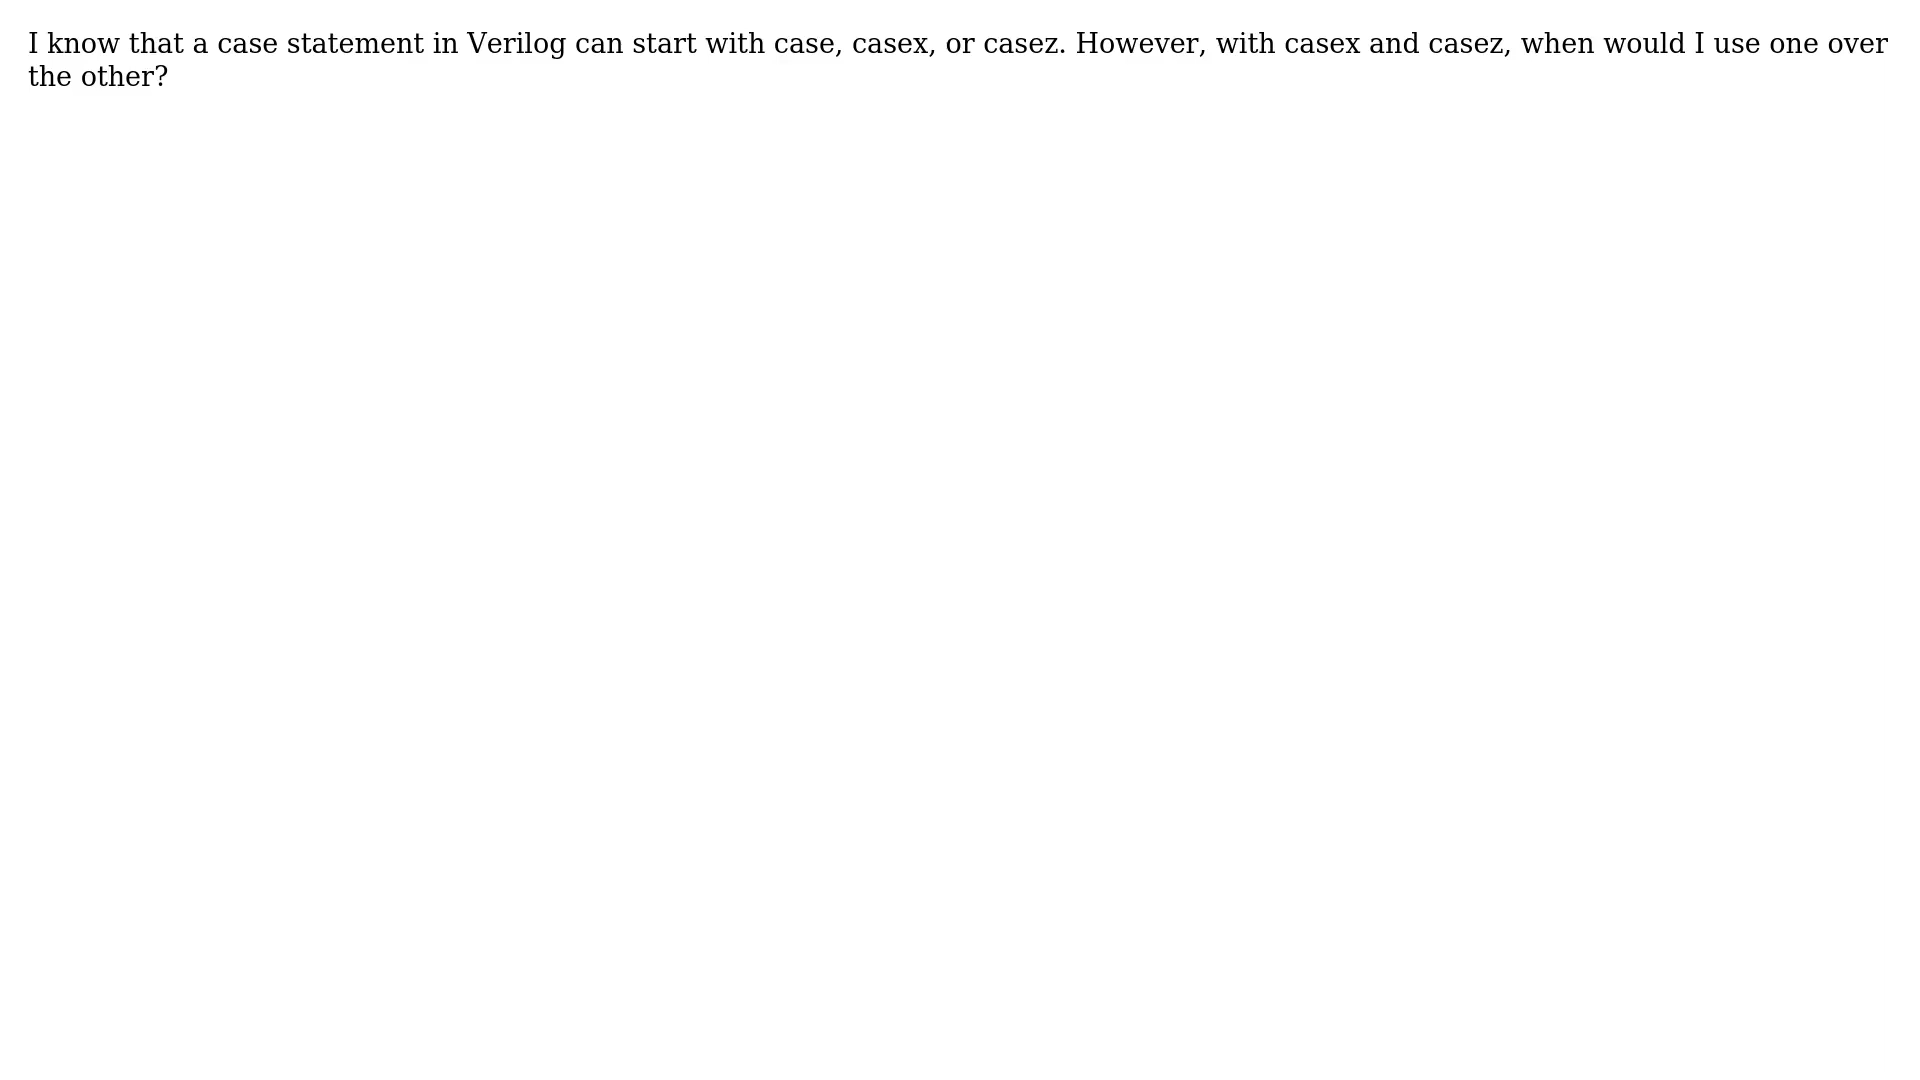 I know that a case statement in Verilog can start with case, casex, or casez. However, with casex and casez, when would I use one over
the other?